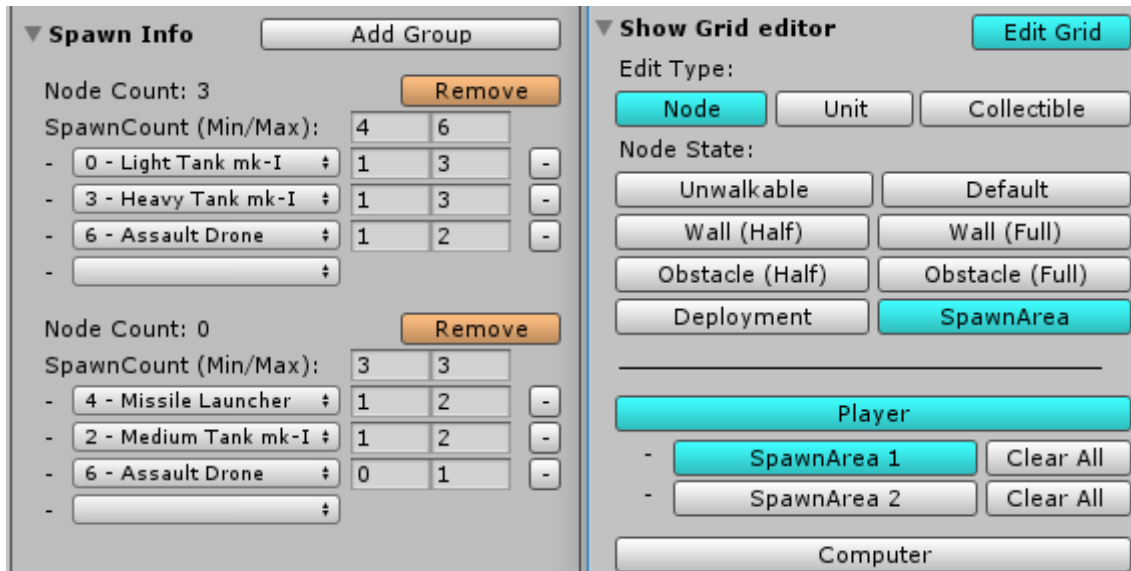 Spawn Info Add Group
Node Count: 3 Remove
SpawnCount (Min/Max): 4 6
- 0 - Light Tank mk-I 1 3 -
- 3 - Heavy Tank mk-I 1 3 -
- 6 - Assault Drone 1 2 -
-
Node Count: 0 Remove
SpawnCount (Min/Max): 3 3
- 4 - Missile Launcher 1 2 -
- 2 - Medium Tank mk-I 1 2 -
- 6 - Assault Drone 0 1 -
-
Show Grid editor Edit Grid
Edit Type:
Node Unit Collectible
Node State:
Unwalkable Default
Wall (Half) Wall (Full)
Obstacle (Half) Obstacle (Full)
Deployment SpawnArea
Player
- SpawnArea 1 Clear All
- SpawnArea 2 Clear All
Computer